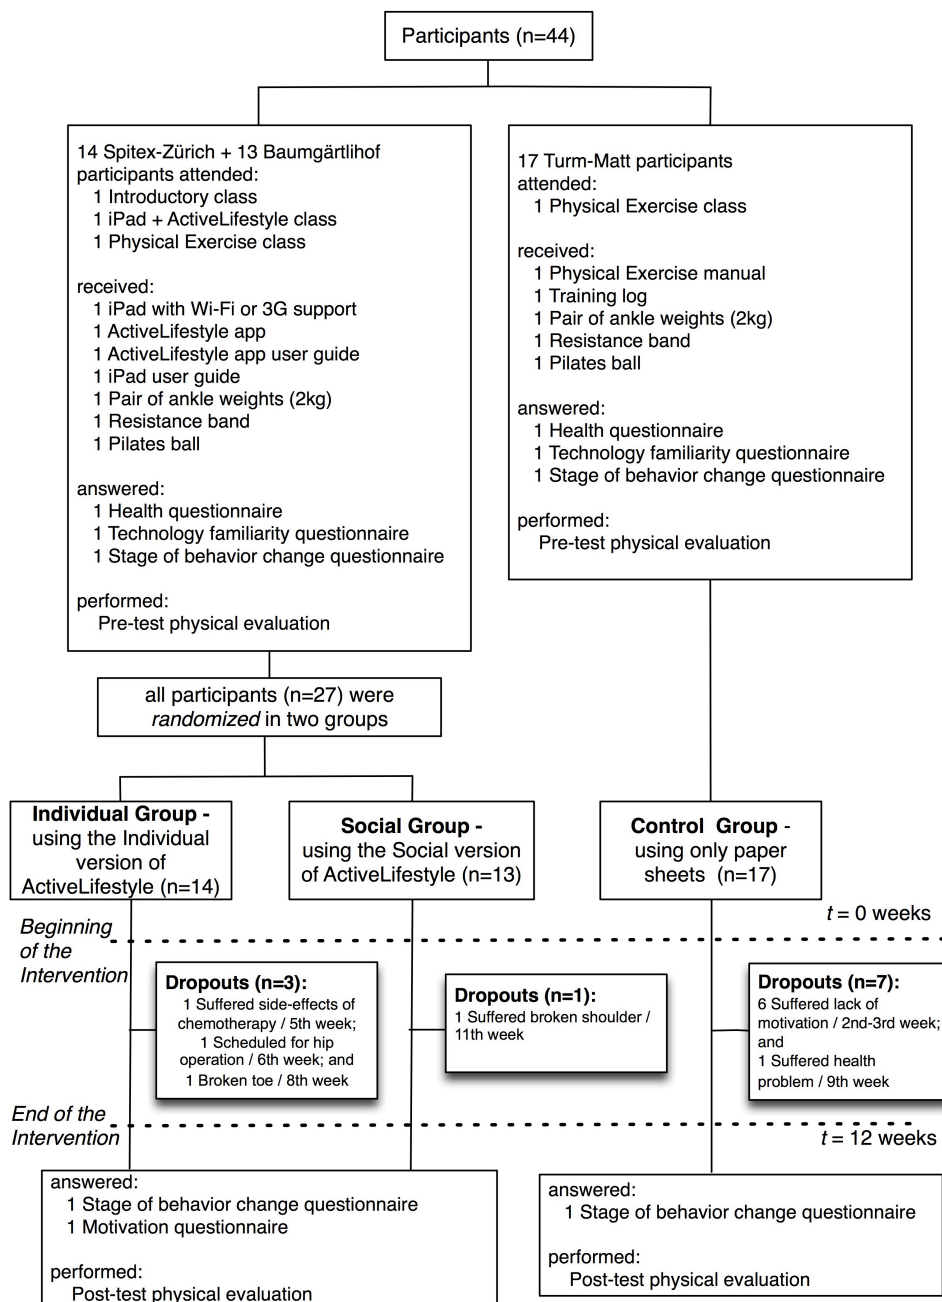 Participants (n=44)
14 Spitex-Zürich + 13 Baumgärtlihof
participants attended:
1 Introductory class
1 iPad + ActiveLifestyle class
1 Physical Exercise class
received:
1 iPad with Wi-Fi or 3G support
1 ActiveLifestyle app
1 ActiveLifestyle app user guide
1 iPad user guide
1 Pair of ankle weights (2kg)
1 Resistance band
1 Pilates ball
answered:
1 Health questionnaire
1 Technology familiarity questionnaire
1 Stage of behavior change questionnaire
performed:
Pre-test physical evaluation
17 Turm-Matt participants
attended:
1 Physical Exercise class
received:
1 Physical Exercise manual
1 Training log
1 Pair of ankle weights (2kg)
1 Resistance band
1 Pilates ball
answered:
1 Health questionnaire
1 Technology familiarity questionnaire
1 Stage of behavior change questionnaire
performed:
Pre-test physical evaluation
all participants (n=27) were
randomized in two groups
Individual Group -
using the Individual
version of
ActiveLifestyle (n=14)
Social Group -
using the Social version
of ActiveLifestyle (n=13)
Control Group -
using only paper
sheets (n=17)
t = 0 weeks
Beginning
of the
Intervention
Dropouts (n=3):
1 Suffered side-effects of
chemotherapy / 5th week;
1 Scheduled for hip
operation / 6th week; and
1 Broken toe / 8th week
Dropouts (n=1):
1 Suffered broken shoulder /
11th week
Dropouts (n=7):
6 Suffered lack of
motivation / 2nd-3rd week;
and
1 Suffered health
problem / 9th week
End of the
Intervention
t = 12 weeks
answered:
1 Stage of behavior change questionnaire
1 Motivation questionnaire
performed:
Post-test physical evaluation
answered:
1 Stage of behavior change questionnaire
performed:
Post-test physical evaluation